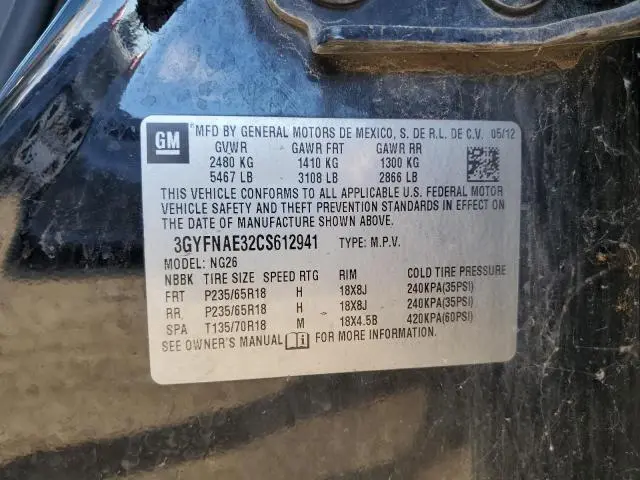 GM
MFD BY GENERAL MOTORS DE MEXICO, S. DE R.L. DE C.V. 05/12
GVWR GAWR FRT GAWR RR
2480 KG 1410 KG 1300 KG
5467 LB 3108 LB 2866 LB
THIS VEHICLE CONFORMS TO ALL APPLICABLE U.S. FEDERAL MOTOR
VEHICLE SAFETY AND THEFT PREVENTION STANDARDS IN EFFECT ON
THE DATE OF MANUFACTURE SHOWN ABOVE.
3GYFNAE32CS612941 TYPE: M.P.V.
MODEL: NG26
NBBK TIRE SIZE SPEED RTG RIM COLD TIRE PRESSURE
FRT P235/65R18 H 18X8J 240KPA(35PSI)
RR P235/65R18 H 18X8J 240KPA(35PSI)
SPA T135/70R18 M 18X4.5B 420KPA(60PSI)
SEE OWNER'S MANUAL FOR MORE INFORMATION.